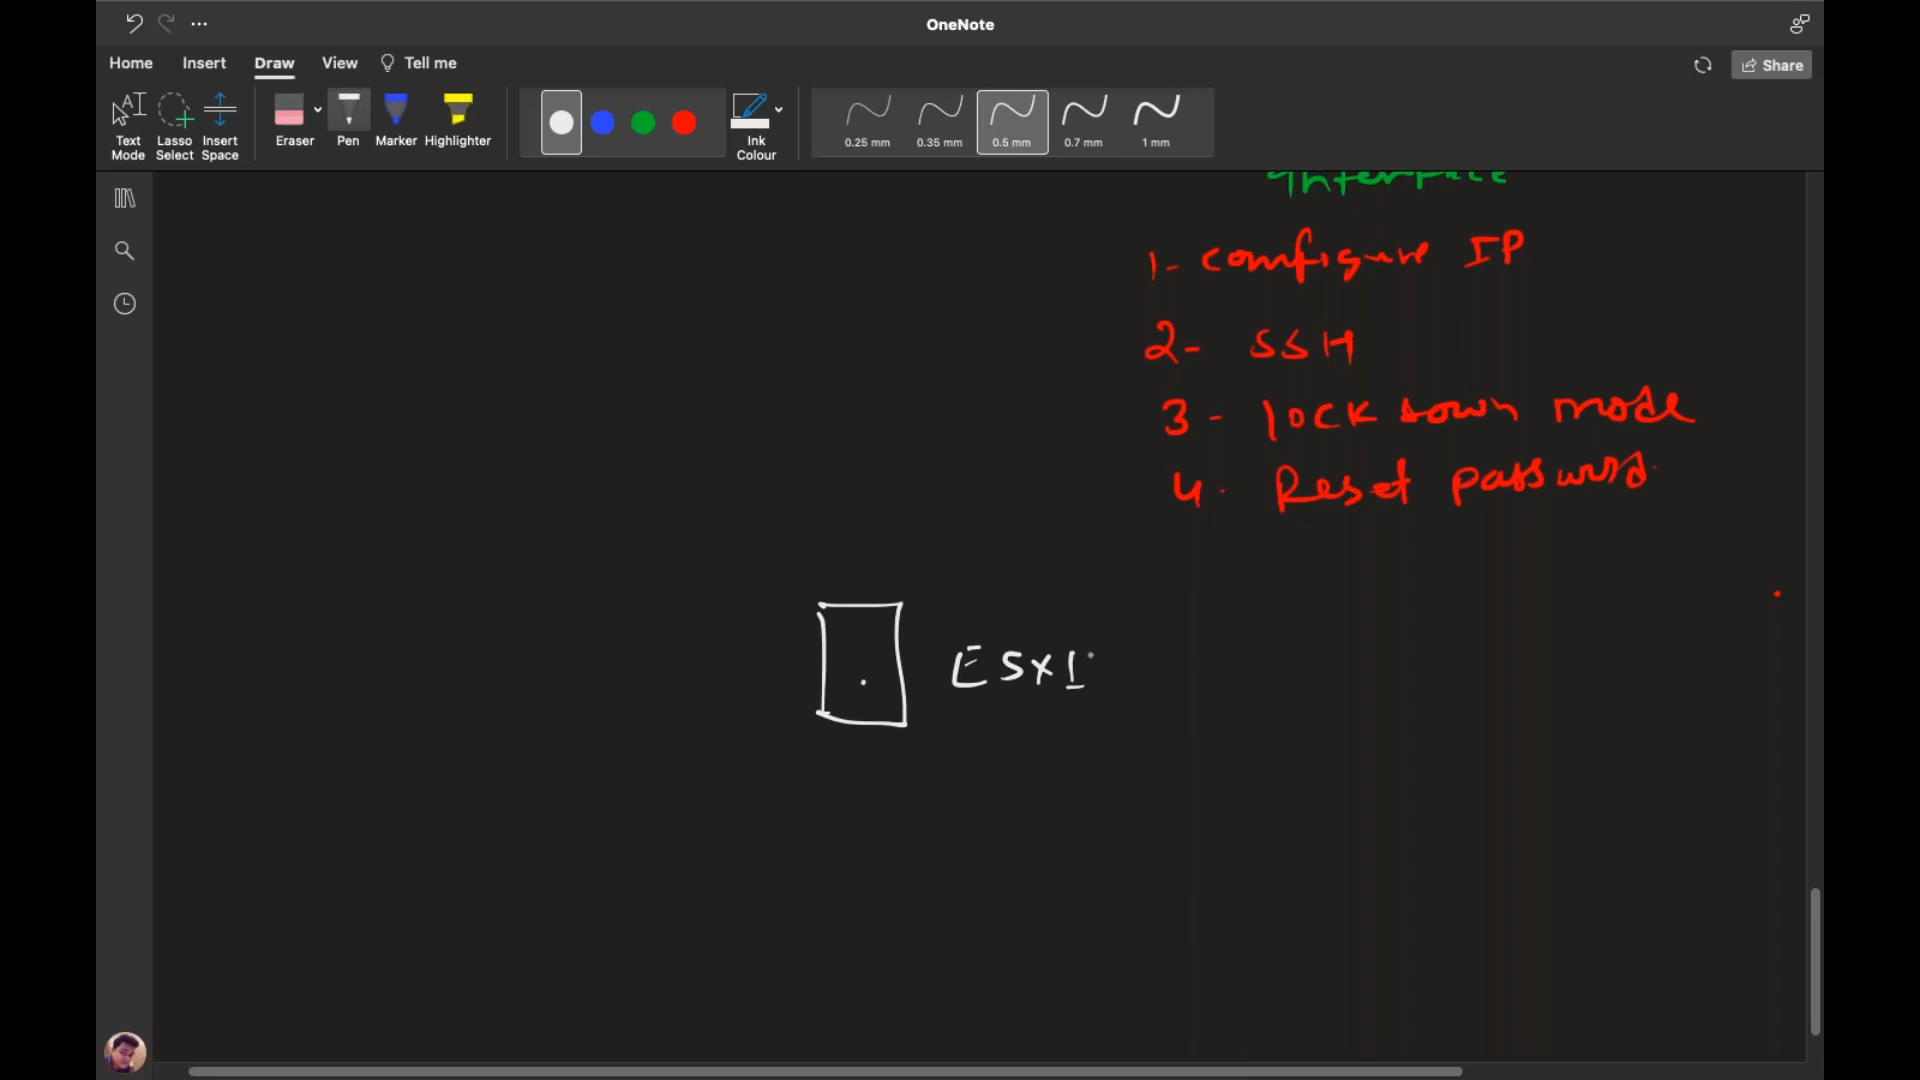 OneNote
Home Insert Draw View Tell me
Share
Text Mode
Lasso Select
Insert Space
Eraser
Pen
Marker
Highlighter
Ink Colour
0.25 mm
0.35 mm
0.5 mm
0.7 mm
1 mm
interface
1- configure IP
2- SSH
3- lock down mode
4. Reset password
ESXI